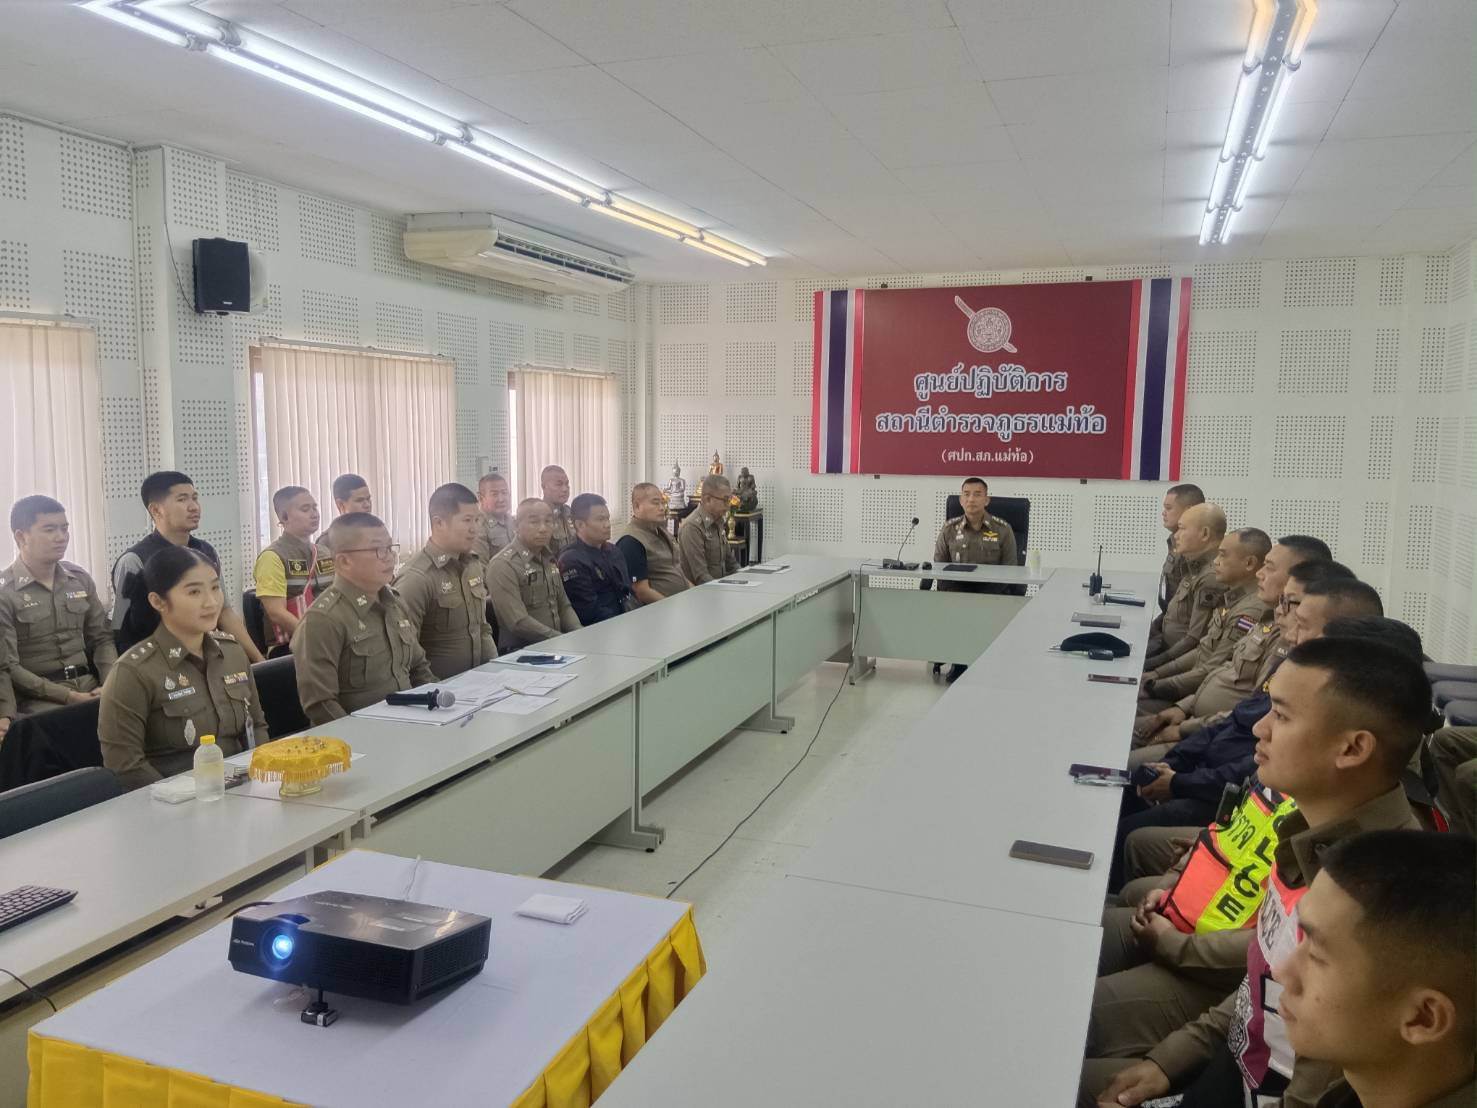 ศูนย์ปฏิบัติการ
สถานีตำรวจภูธรแม่ท้อ
(ศปก.สภ.แม่ท้อ)